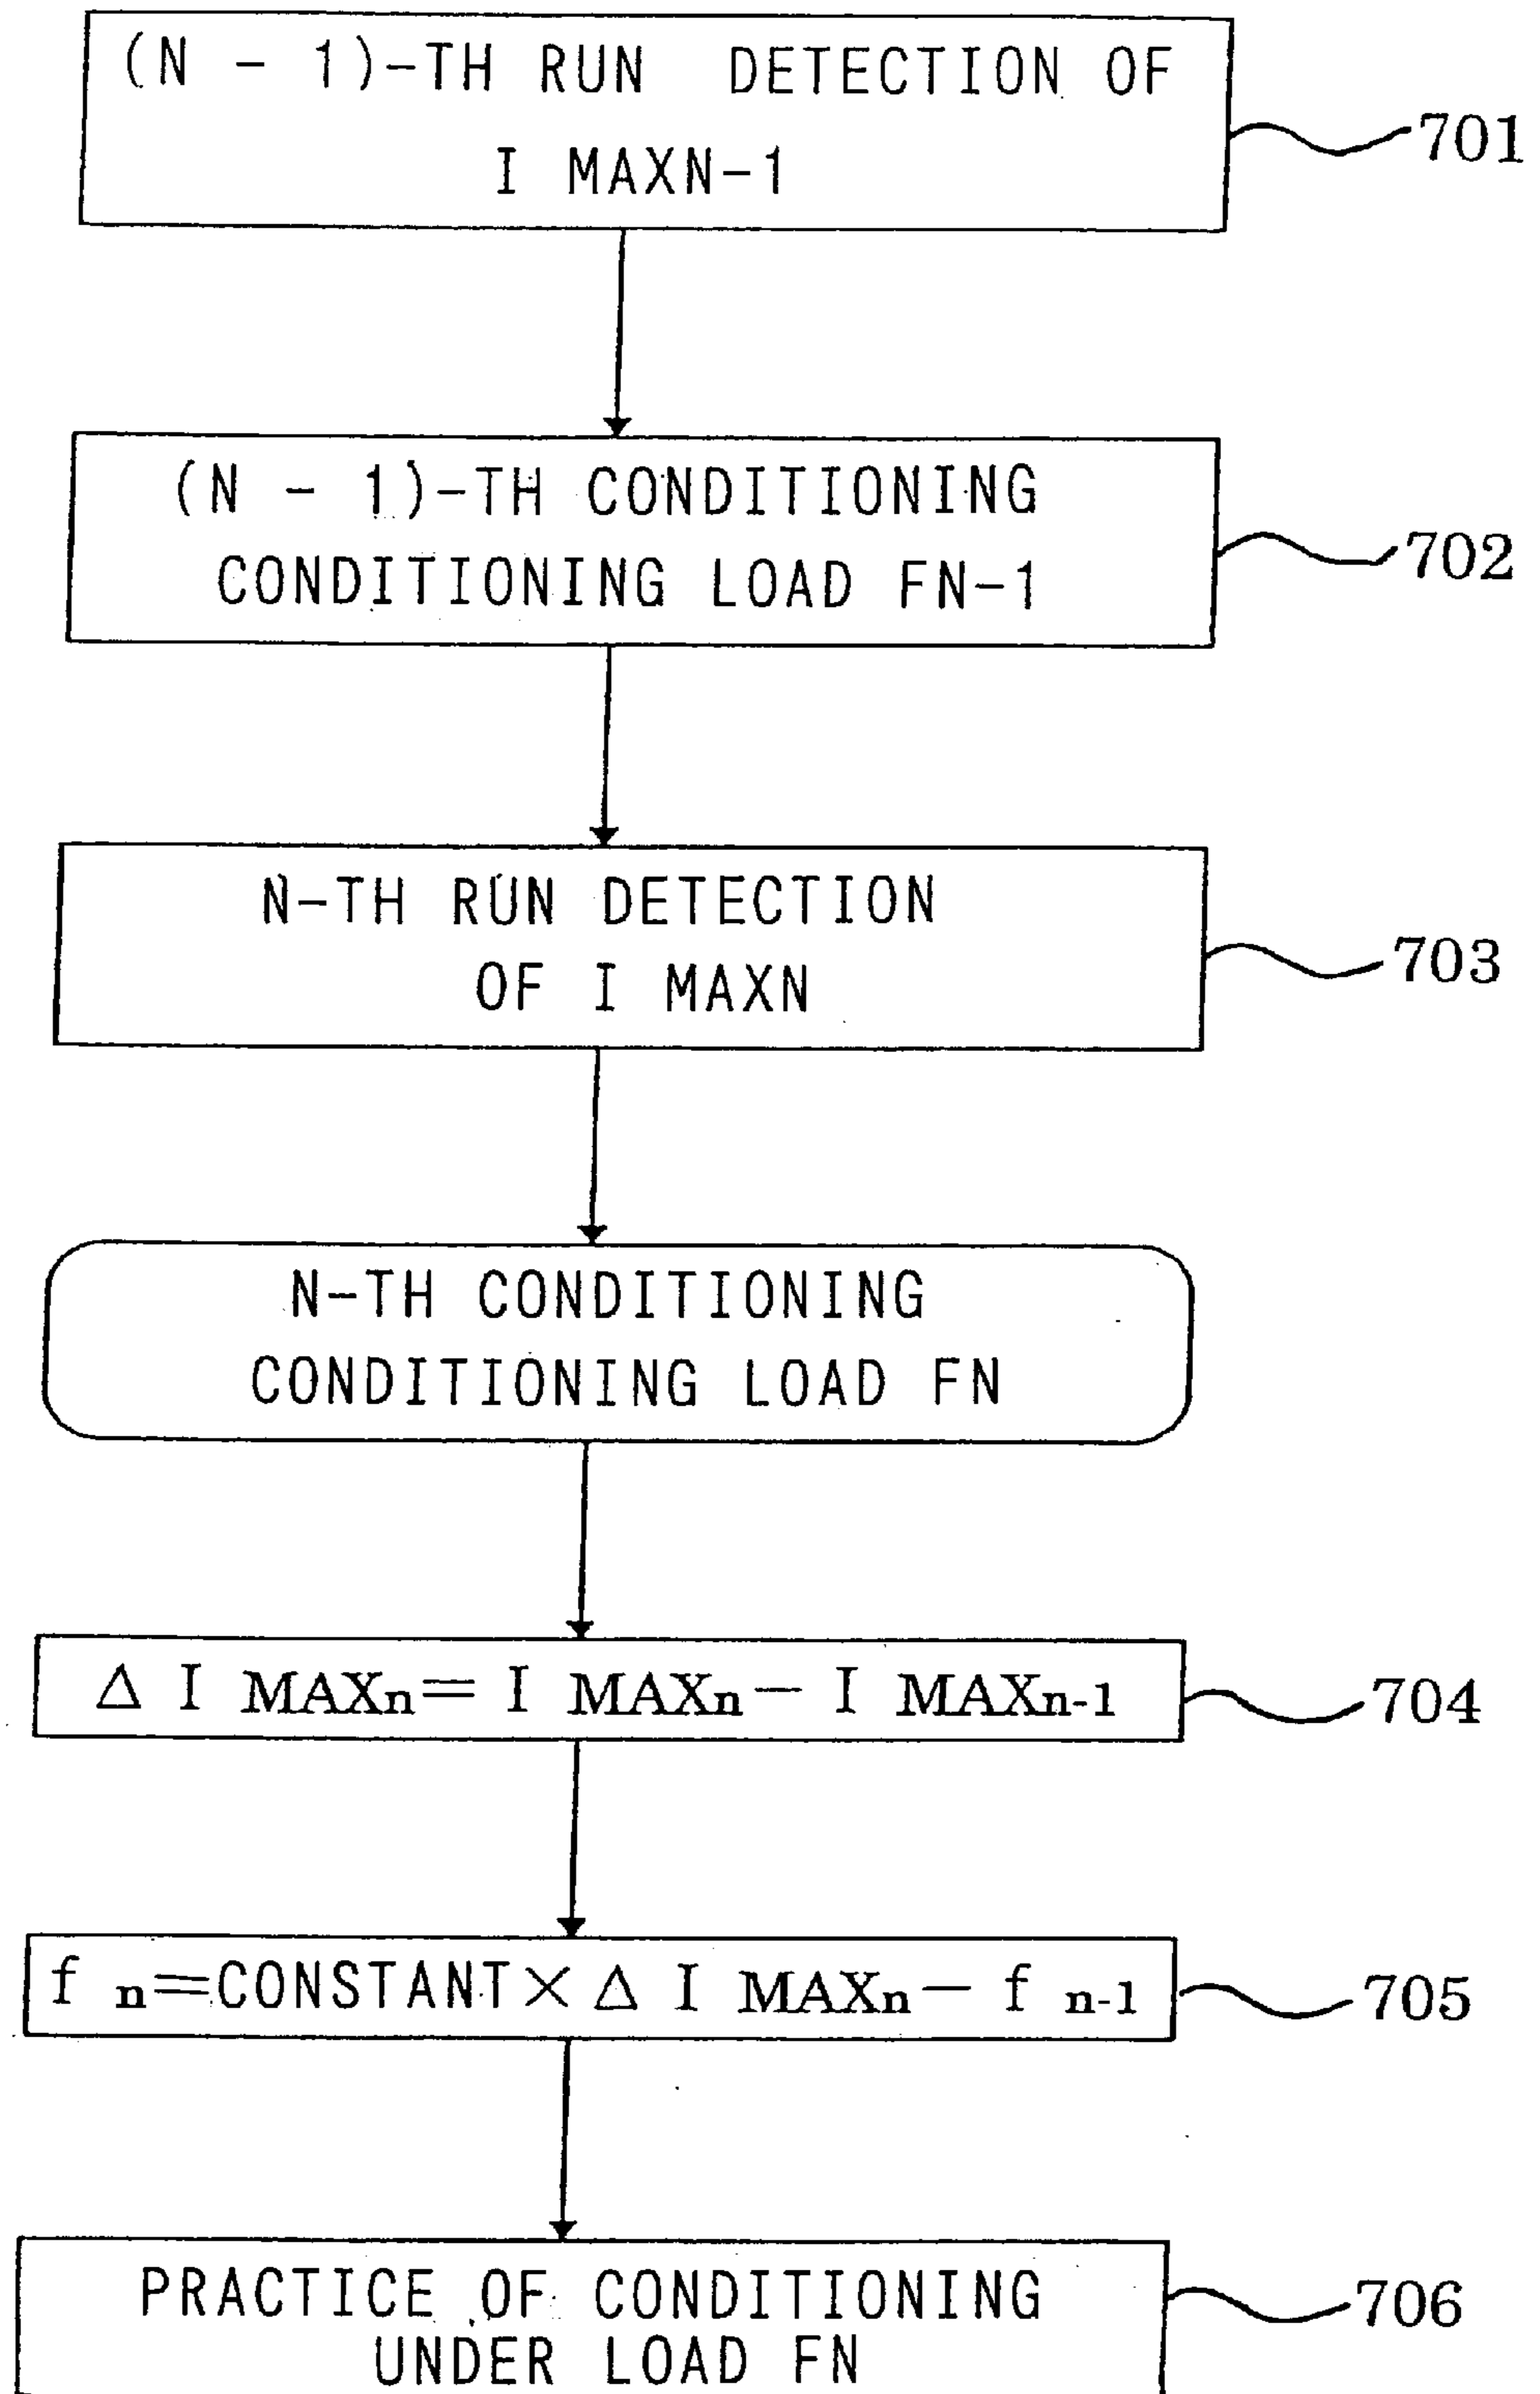 (N - 1)-TH RUN DETECTION OF
I MAXN-1
701
(N - 1)-TH CONDITIONING
CONDITIONING LOAD FN-1
702
N-TH RUN DETECTION
OF I MAXN
703
N-TH CONDITIONING
CONDITIONING LOAD FN
Δ I MAXn= I MAXn− I MAXn-1
704
f n=CONSTANT× Δ I MAXn− f n-1
705
PRACTICE OF CONDITIONING
UNDER LOAD FN
706